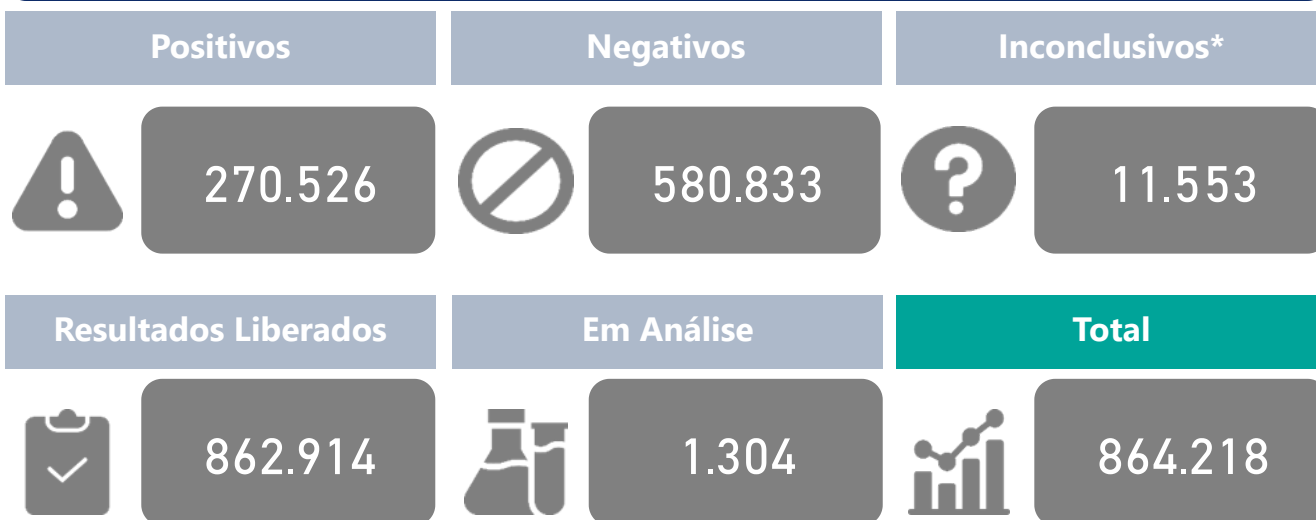 Positivos
Negativos
Inconclusivos*
270.526
580.833
11.553
Resultados Liberados
Em Análise
Total
862.914
1.304
864.218